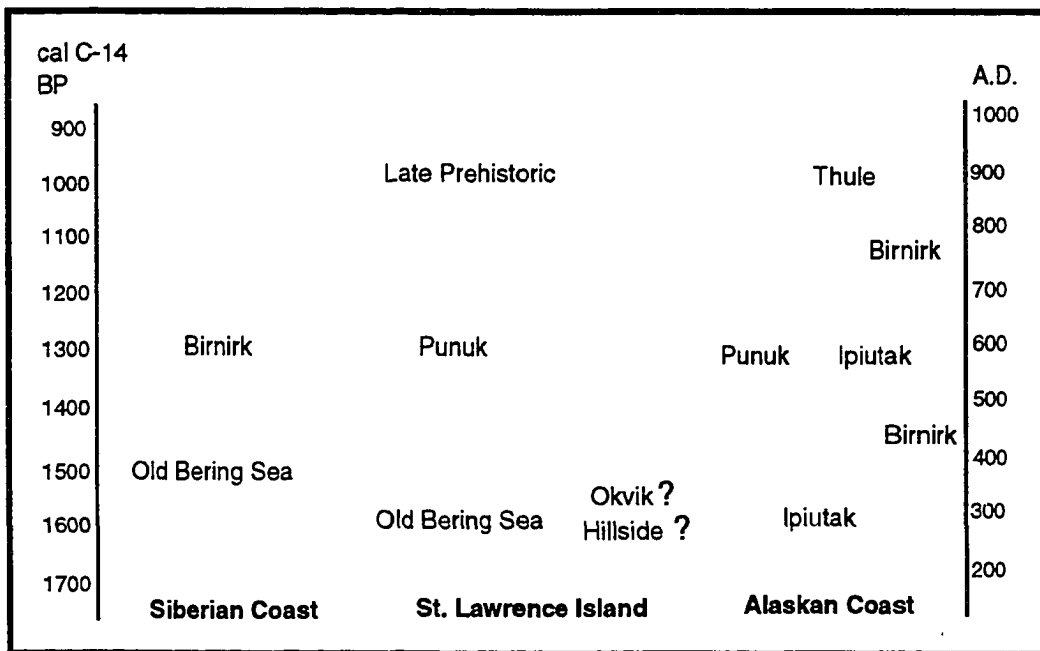 cal C-14
BP
A.D.
1000
900
Late Prehistoric
Thule
900
1000
800
1100
Birnirk
1200
700
Birnirk
Punuk
600
1300
Punuk
Ipiutak
500
1400
Birnirk
400
1500
Old Bering Sea
Okvik ?
300
1600
Old Bering Sea
Hillside ?
Ipiutak
1700
200
Siberian Coast
St. Lawrence Island
Alaskan Coast